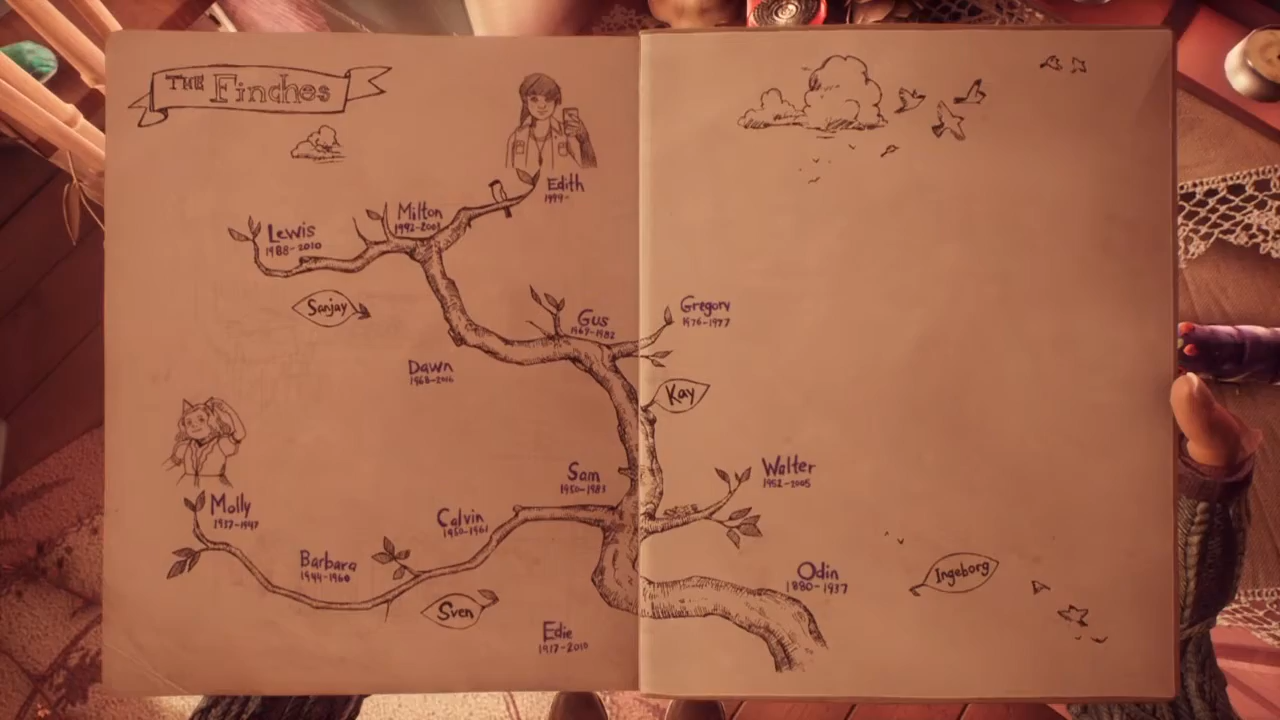 THE Finches
Edith
1999-
Milton
1992-2003
Lewis
1988-2010
Sanjay
Gus
1969-1982
Gregory
1976-1977
Dawn
1968-2016
Kay
Sam
1950-1983
Walter
1952-2005
Molly
1937-1947
Calvin
1950-1961
Barbara
1944-1960
Sven
Odin
1880-1937
Ingeborg
Edie
1917-2010